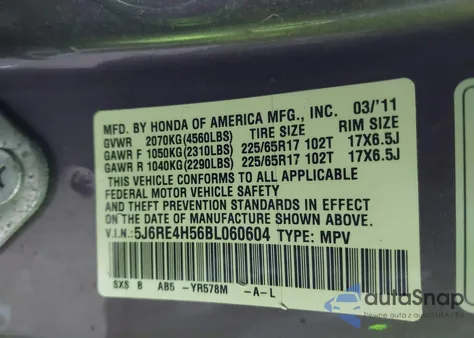 MFD. BY HONDA OF AMERICA MFG., INC. 03/'11
GVWR 2070KG(4560LBS) TIRE SIZE RIM SIZE
GAWR F 1050KG(2310LBS) 225/65R17 102T 17X6.5J
GAWR R 1040KG(2290LBS) 225/65R17 102T 17X6.5J
THIS VEHICLE CONFORMS TO ALL APPLICABLE
FEDERAL MOTOR VEHICLE SAFETY
AND THEFT PREVENTION STANDARDS IN EFFECT
ON THE DATE OF MANUFACTURE SHOWN ABOVE.
V.I.N.:5J6RE4H56BL060604 TYPE: MPV
SXS 8 AB5 -YR578M -A-L
autaSnap
Pewne auta z